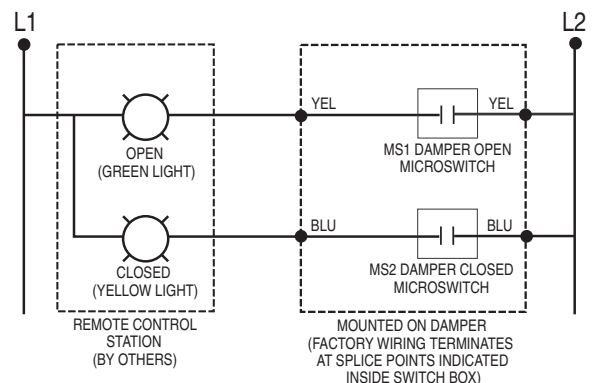 L1
L2
YEL
YEL
OPEN
(GREEN LIGHT)
MS1 DAMPER OPEN
MICROSWITCH
BLU
BLU
CLOSED
(YELLOW LIGHT)
MS2 DAMPER CLOSED
MICROSWITCH
REMOTE CONTROL
STATION
(BY OTHERS)
MOUNTED ON DAMPER
(FACTORY WIRING TERMINATES
AT SPLICE POINTS INDICATED
INSIDE SWITCH BOX)